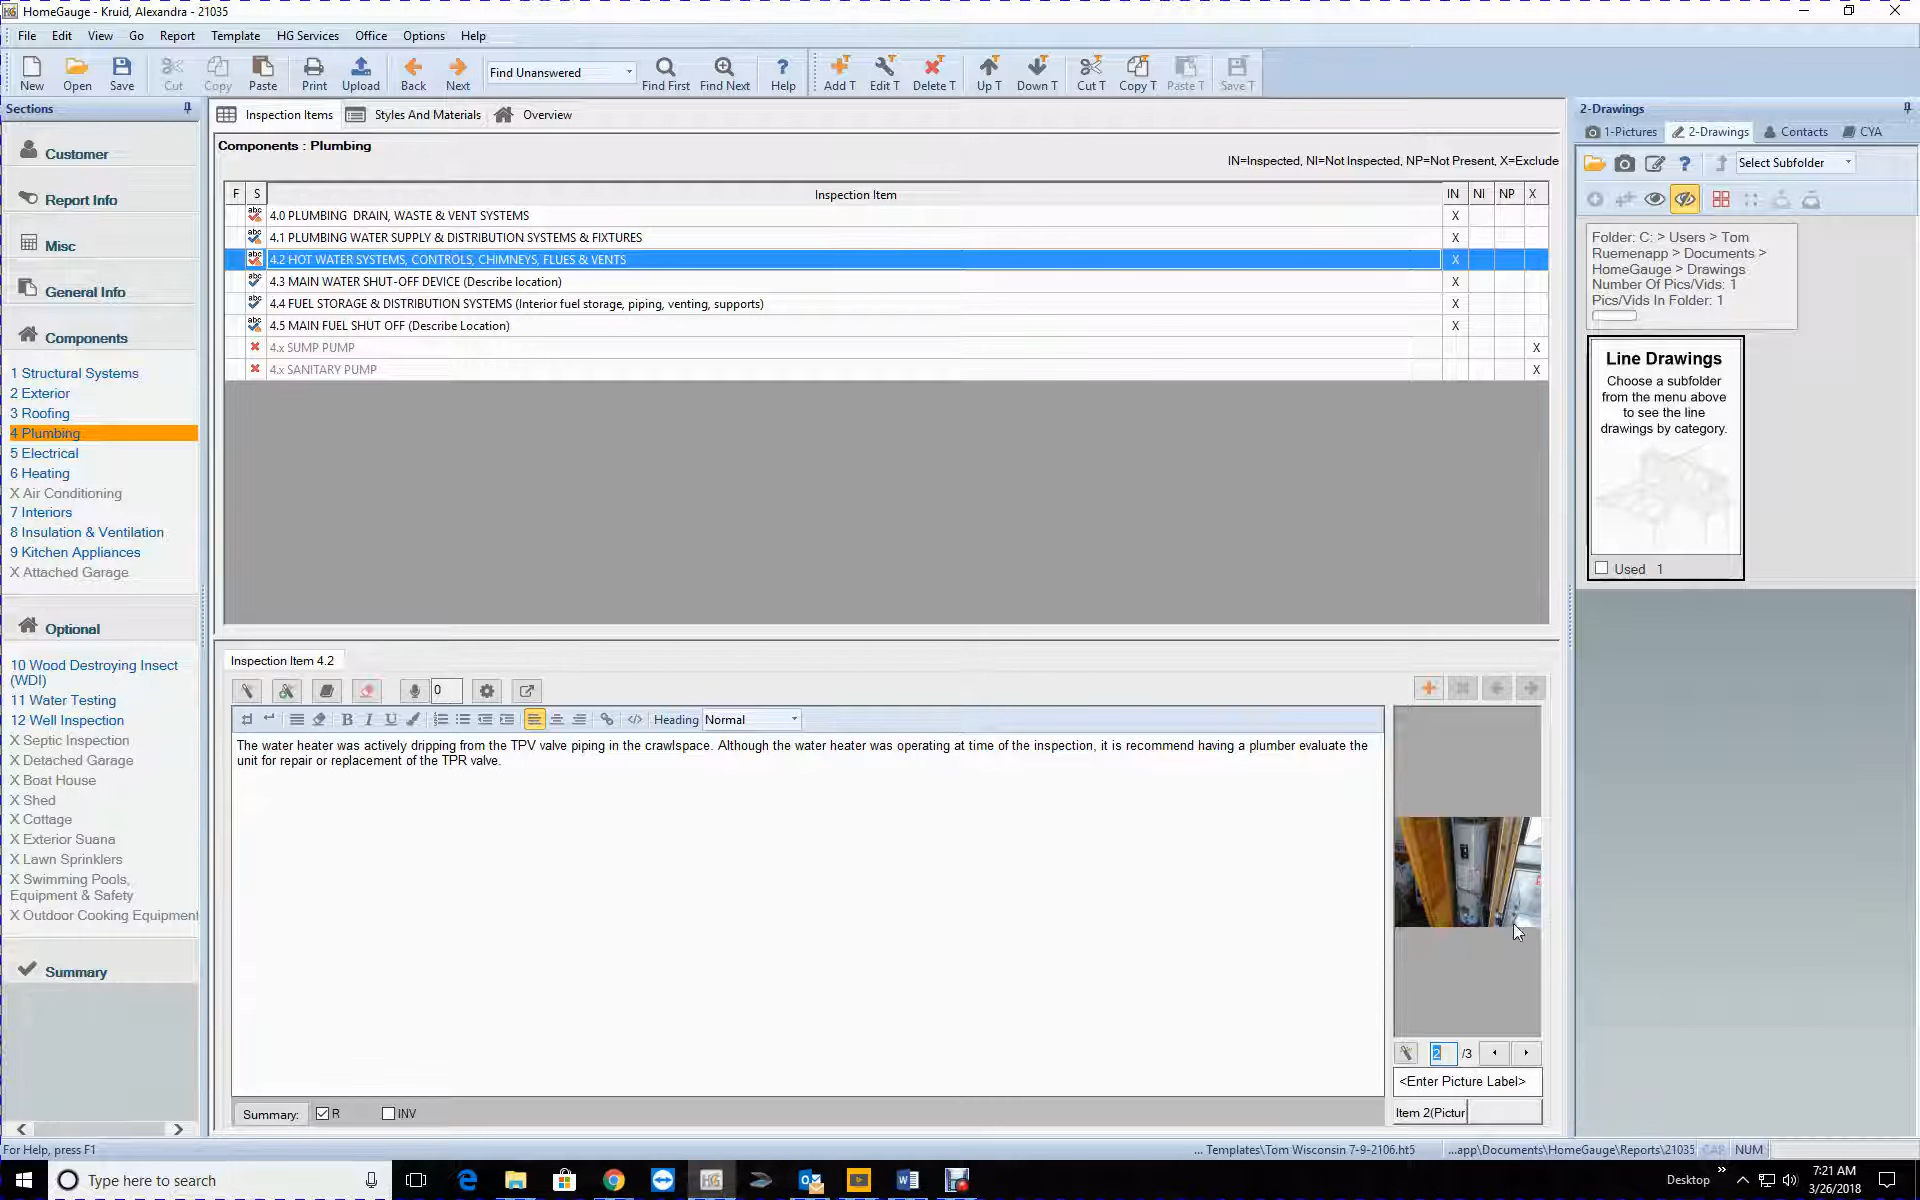 HomeGauge - Kruid, Alexandra - 21035
File Edit View Go Report Template HG Services Office Options Help
New Open Save Cut Copy Paste Print Upload Back Next Find Unanswered Find First Find Next Help Add T Edit T Delete T Up T Down T Cut T Copy T Paste T Save T
Sections
Customer
Report Info
Misc
General Info
Components
1 Structural Systems
2 Exterior
3 Roofing
4 Plumbing
5 Electrical
6 Heating
X Air Conditioning
7 Interiors
8 Insulation & Ventilation
9 Kitchen Appliances
X Attached Garage
Optional
10 Wood Destroying Insect
(WDI)
11 Water Testing
12 Well Inspection
X Septic Inspection
X Detached Garage
X Boat House
X Shed
X Cottage
X Exterior Suana
X Lawn Sprinklers
X Swimming Pools,
Equipment & Safety
X Outdoor Cooking Equipment
Summary
Inspection Items Styles And Materials Overview
Components : Plumbing
IN=Inspected, NI=Not Inspected, NP=Not Present, X=Exclude
F S Inspection Item IN NI NP X
abc 4.0 PLUMBING DRAIN, WASTE & VENT SYSTEMS X
abc 4.1 PLUMBING WATER SUPPLY & DISTRIBUTION SYSTEMS & FIXTURES X
abc 4.2 HOT WATER SYSTEMS, CONTROLS, CHIMNEYS, FLUES & VENTS X
abc 4.3 MAIN WATER SHUT-OFF DEVICE (Describe location) X
abc 4.4 FUEL STORAGE & DISTRIBUTION SYSTEMS (Interior fuel storage, piping, venting, supports) X
abc 4.5 MAIN FUEL SHUT OFF (Describe Location) X
4.x SUMP PUMP X
4.x SANITARY PUMP X
Inspection Item 4.2
0
B I U Heading Normal
The water heater was actively dripping from the TPV valve piping in the crawlspace. Although the water heater was operating at time of the inspection, it is recommend having a plumber evaluate the
unit for repair or replacement of the TPR valve.
2 /3
<Enter Picture Label>
Item 2(Pictur
Summary: R INV
2-Drawings
1-Pictures 2-Drawings Contacts CYA
Select Subfolder
Folder: C: > Users > Tom
Ruemenapp > Documents >
HomeGauge > Drawings
Number Of Pics/Vids: 1
Pics/Vids In Folder: 1
Line Drawings
Choose a subfolder
from the menu above
to see the line
drawings by category.
Used 1
For Help, press F1 ... Templates\Tom Wisconsin 7-9-2106.ht5 ...app\Documents\HomeGauge\Reports\21035 CAP NUM
Type here to search
Desktop
7:21 AM
3/26/2018